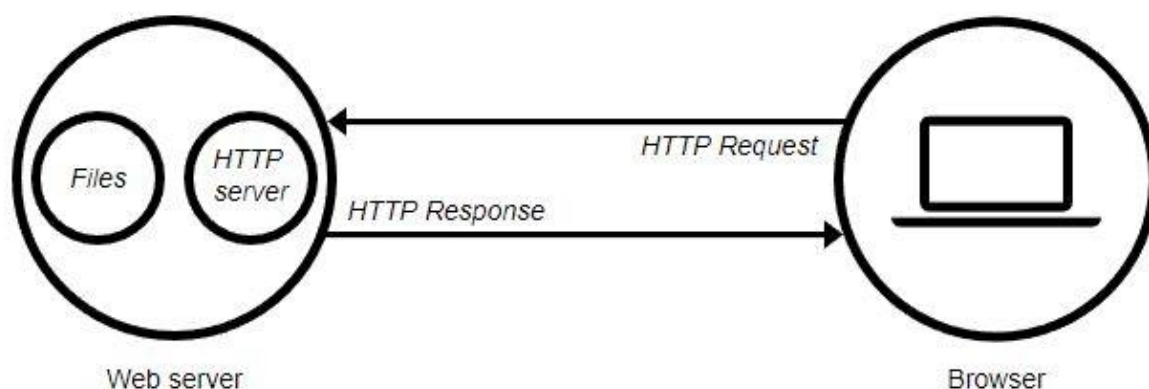 Files
HTTP
server
HTTP Request
HTTP Response
Web server
Browser